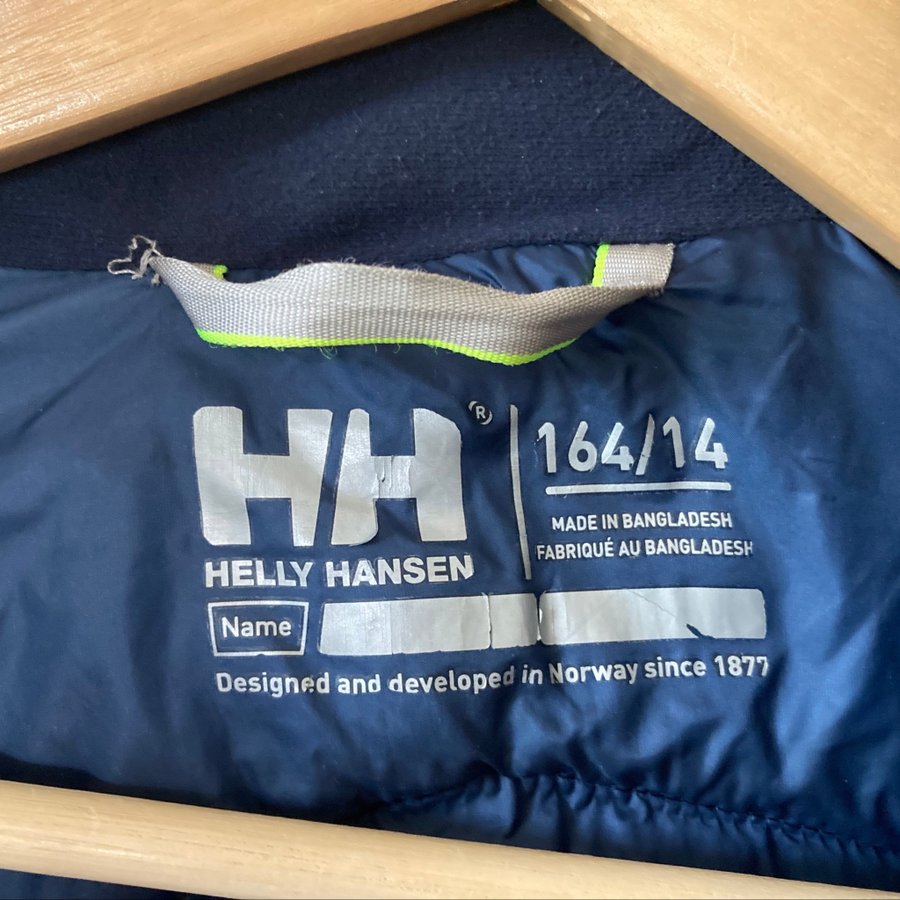 HH®
164/14
MADE IN BANGLADESH
FABRIQUÉ AU BANGLADESH
HELLY HANSEN
Name
Designed and developed in Norway since 1877